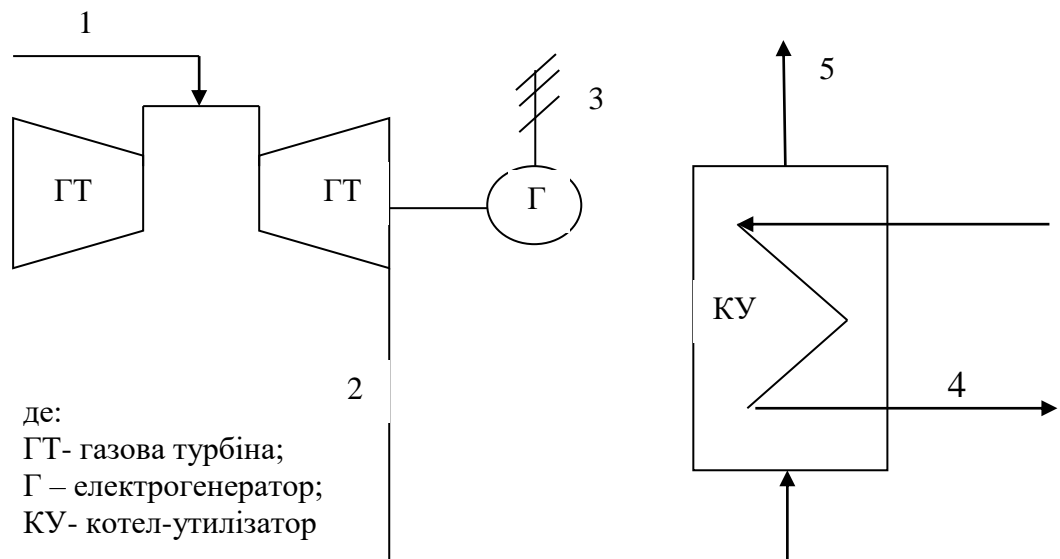 1
5
3
ГТ
ГТ
Г
КУ
2
4
де:
ГТ- газова турбіна;
Г – електрогенератор;
КУ- котел-утилізатор